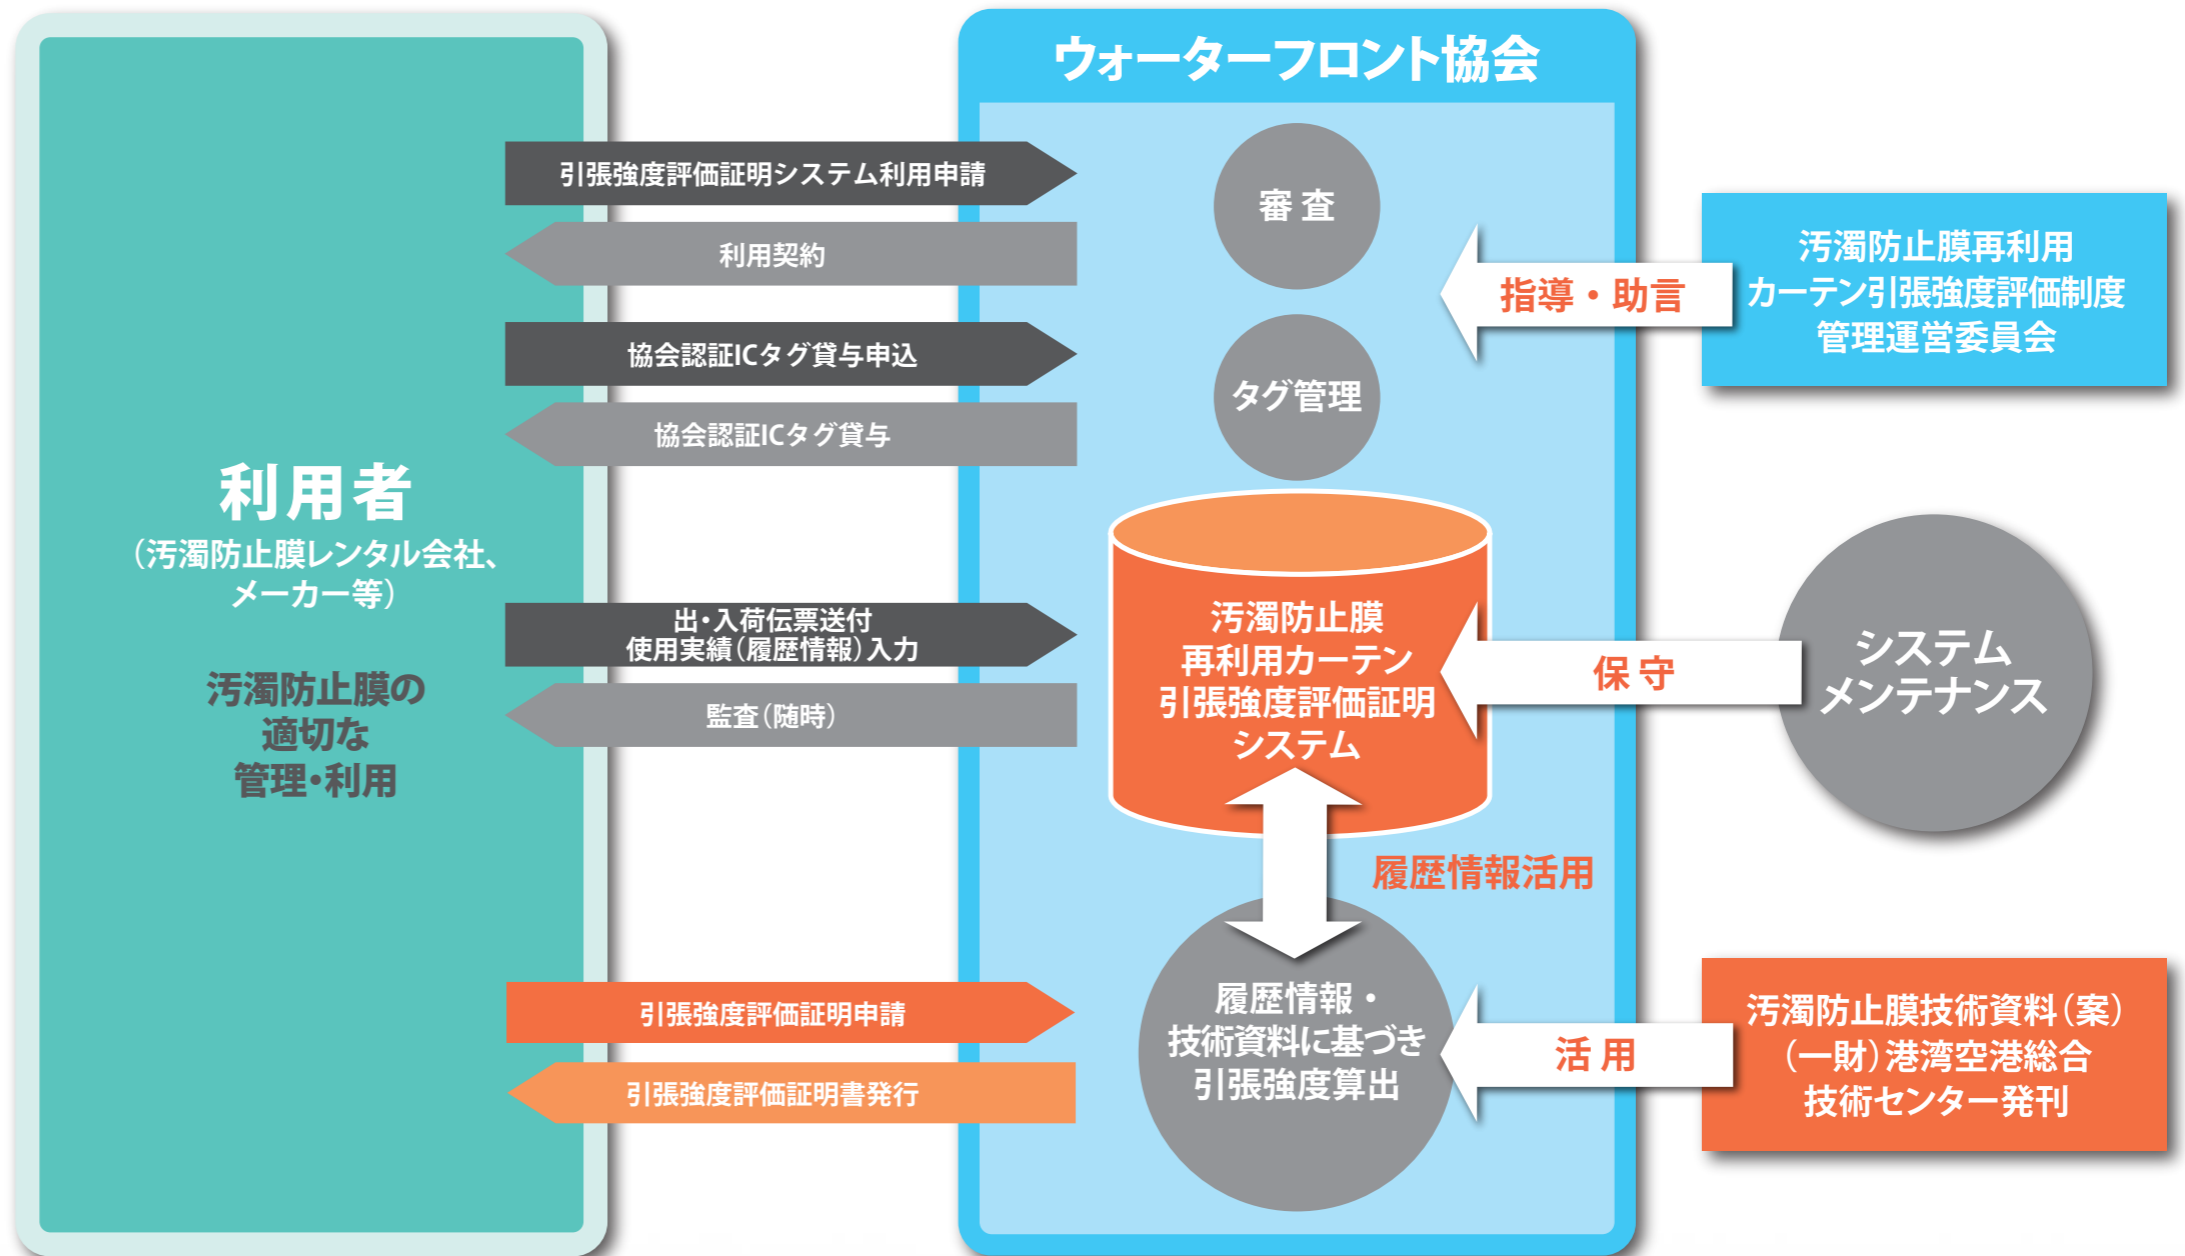 利用者
（汚濁防止膜レンタル会社、
メーカー等）
汚濁防止膜の
適切な
管理・利用
引張強度評価証明システム利用申請
利用契約
協会認証ICタグ貸与申込
協会認証ICタグ貸与
出・入荷伝票送付
使用実績（履歴情報）入力
監査（随時）
引張強度評価証明申請
引張強度評価証明書発行
ウォーターフロント協会
審 査
タグ管理
汚濁防止膜
再利用カーテン
引張強度評価証明
システム
履歴情報活用
履歴情報・
技術資料に基づき
引張強度算出
指導・助言
汚濁防止膜再利用
カーテン引張強度評価制度
管理運営委員会
保 守
システム
メンテナンス
活 用
汚濁防止膜技術資料（案）
（一財）港湾空港総合
技術センター発刊